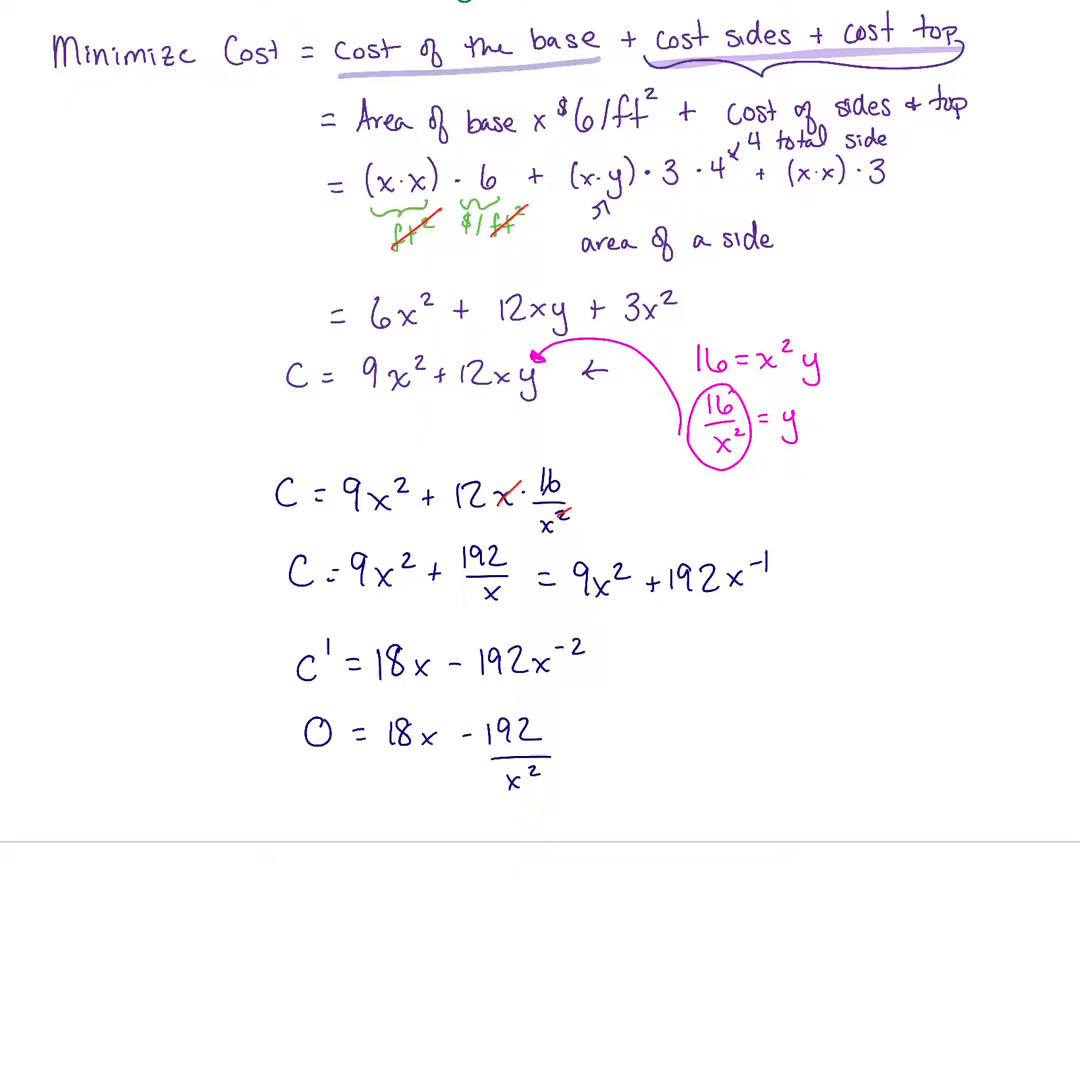 Minimize Cost = cost of the base + cost sides + cost top
= Area of base x $6/ft² + cost of sides + top
x 4 total side
= (x·x) · 6 + (x·y) · 3 · 4 + (x·x) · 3
ft² $/ft²
area of a side
= 6x² + 12xy + 3x²
C = 9x² + 12xy ←
16 = x²y
16/x² = y
C = 9x² + 12x · 16/x²
C = 9x² + 192/x = 9x² + 192x⁻¹
C' = 18x - 192x⁻²
0 = 18x - 192/x²